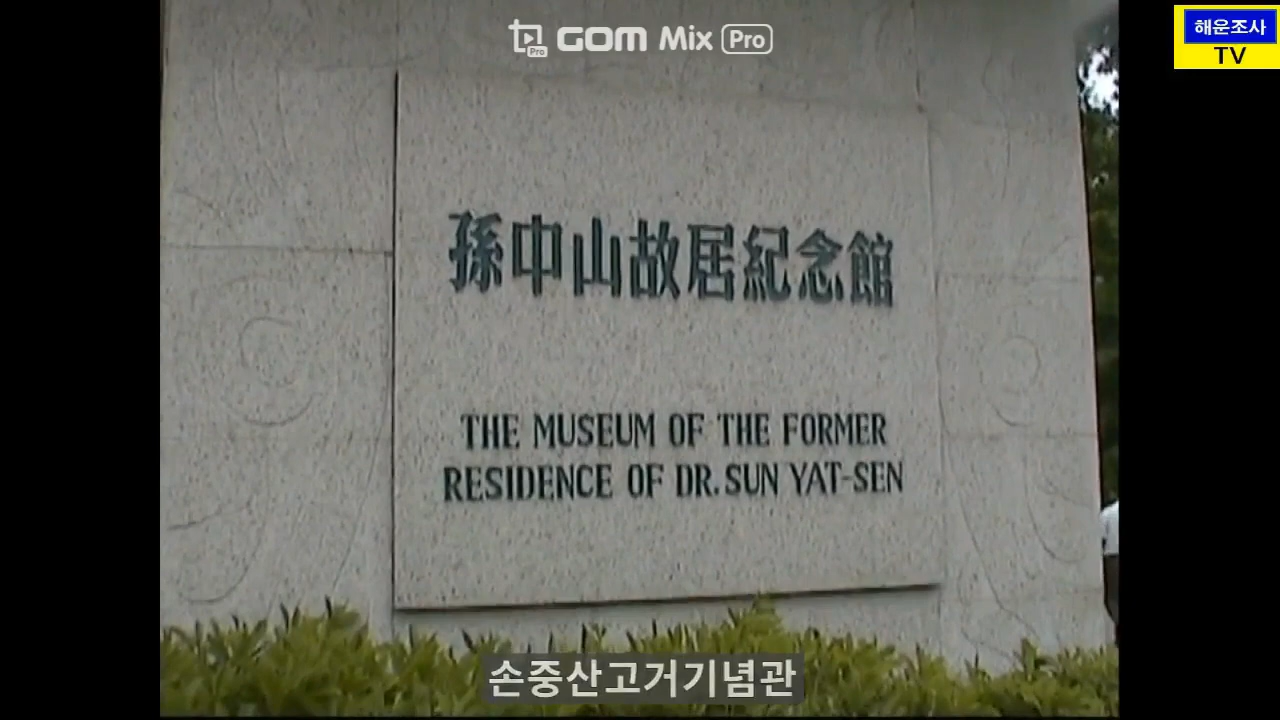 Pro GOM Mix Pro
해운조사
TV
孫中山故居紀念館
THE MUSEUM OF THE FORMER
RESIDENCE OF DR. SUN YAT-SEN
손중산고거기념관